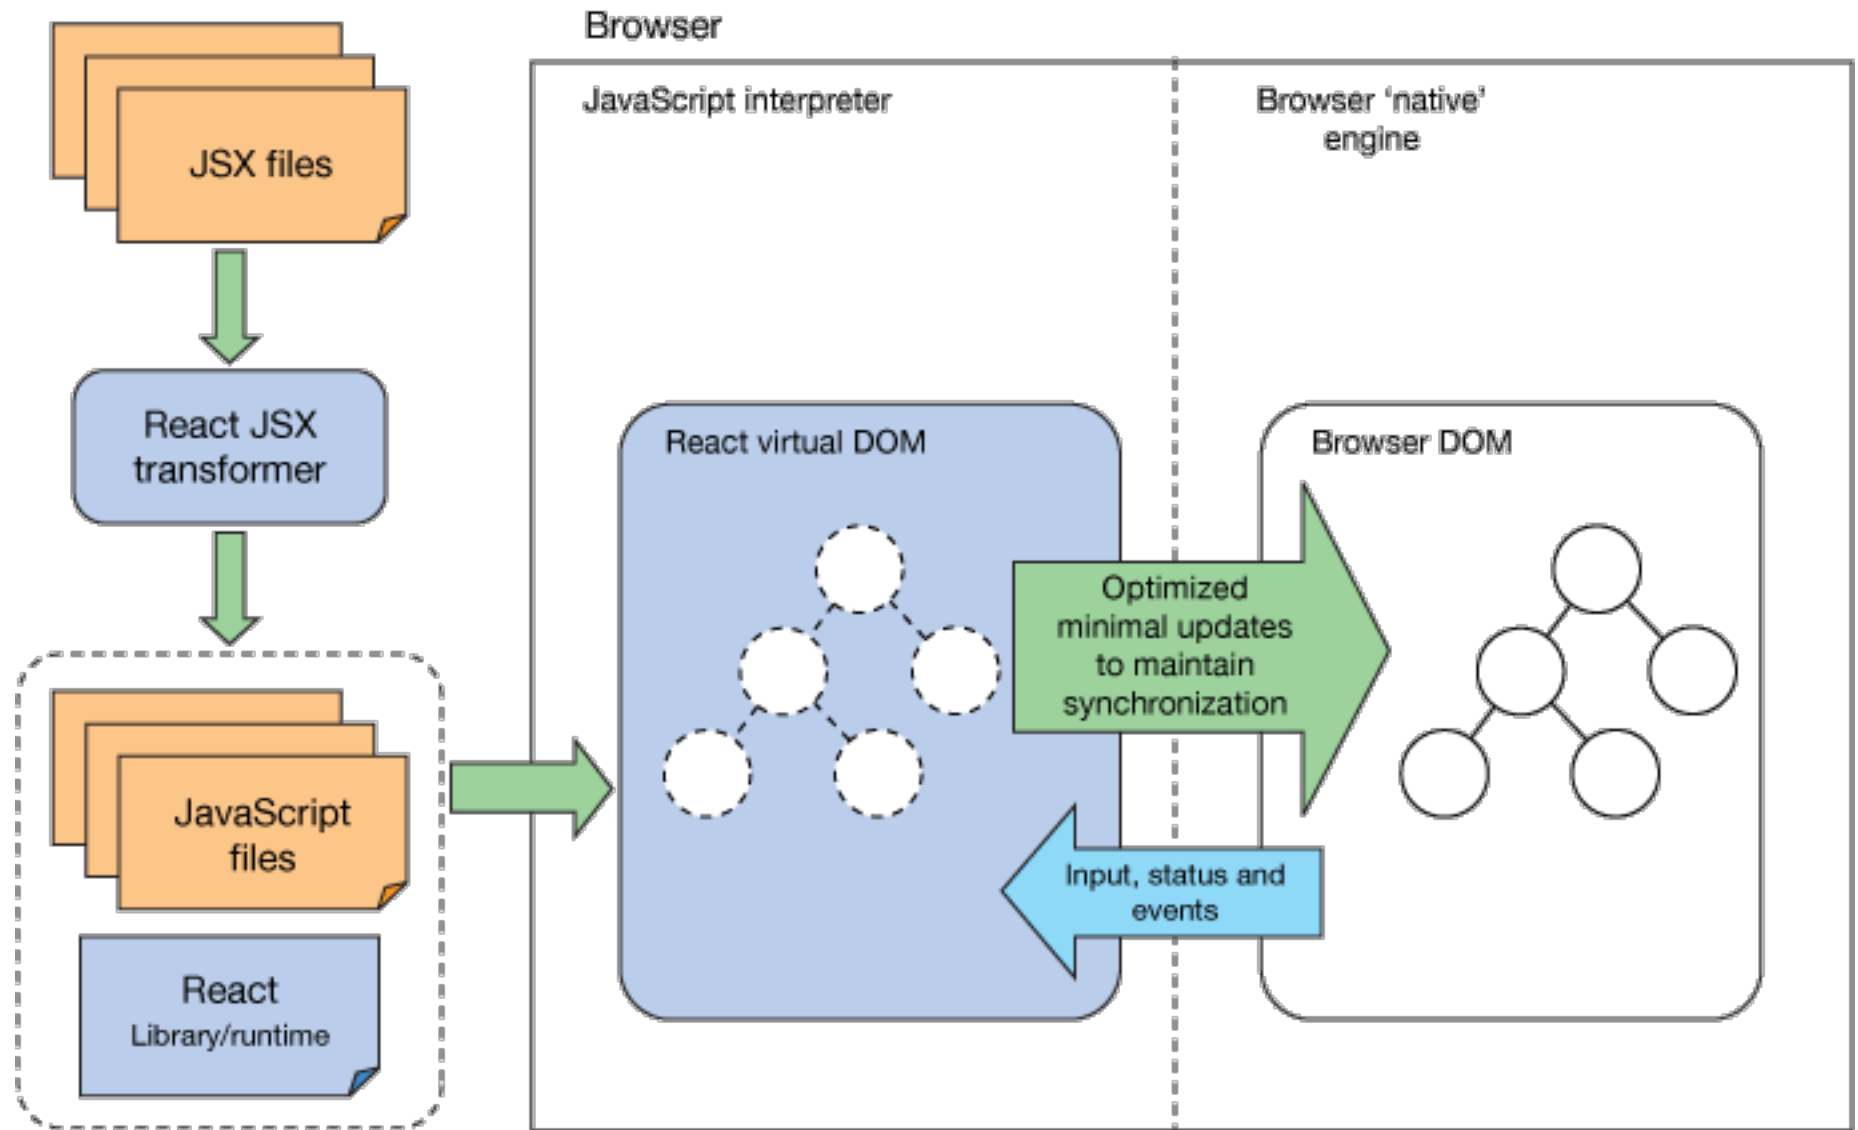 Browser
JSX files
JavaScript interpreter
Browser ‘native’
engine
React JSX
transformer
React virtual DOM
Browser DOM
Optimized
minimal updates
to maintain
synchronization
JavaScript
files
Input, status and
events
React
Library/runtime